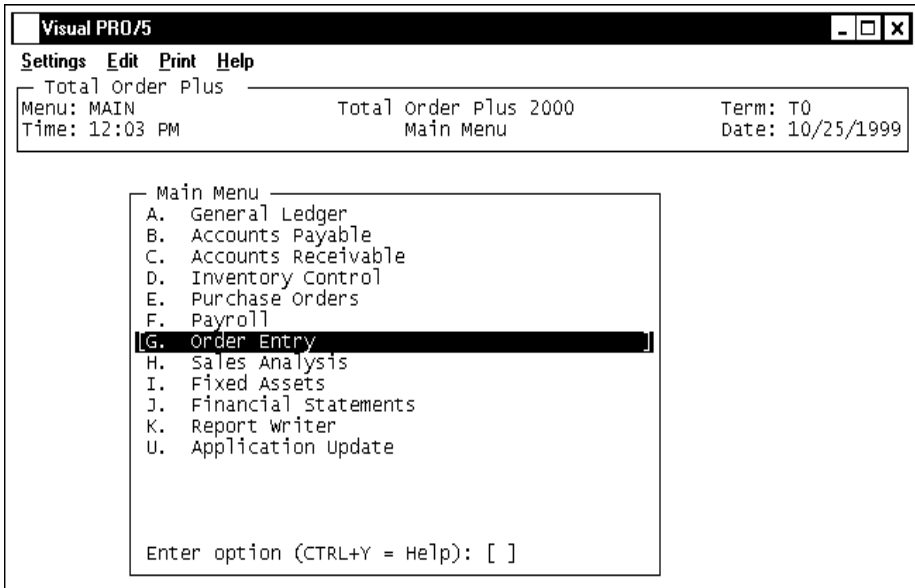 Visual PRO/5
Settings Edit Print Help
Total Order Plus
Menu: MAIN Total Order Plus 2000 Term: T0
Time: 12:03 PM Main Menu Date: 10/25/1999
Main Menu
A. General Ledger
B. Accounts Payable
C. Accounts Receivable
D. Inventory Control
E. Purchase Orders
F. Payroll
[G. Order Entry ]
H. Sales Analysis
I. Fixed Assets
J. Financial Statements
K. Report Writer
U. Application Update
Enter option (CTRL+Y = Help): [ ]